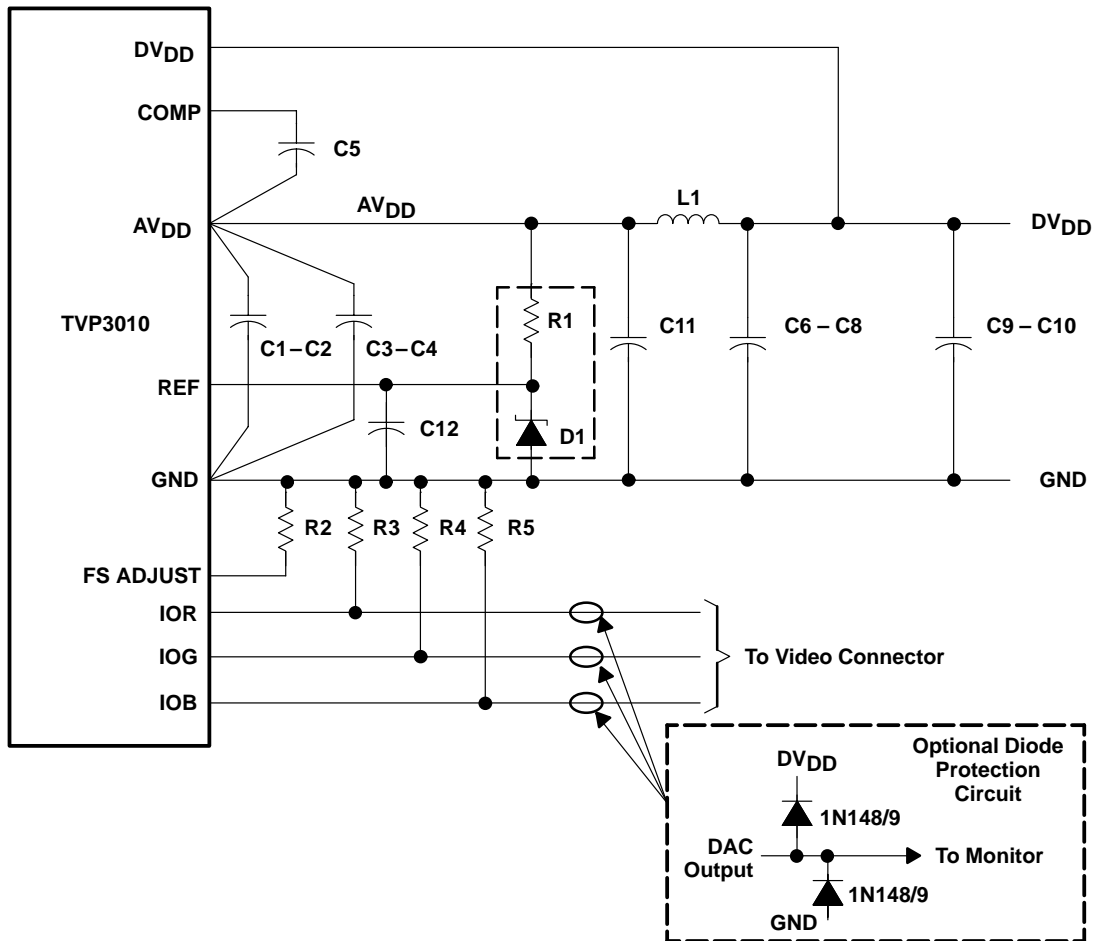 DVDD
COMP
C5
L1
AVDD
AVDD
DVDD
TVP3010
R1
C11
C6 – C8
C9 – C10
C1 – C2
C3 – C4
REF
C12
D1
GND
GND
R2
R3
R4
R5
FS ADJUST
IOR
IOG
To Video Connector
IOB
Optional Diode
Protection
Circuit
DVDD
1N148/9
DAC
Output
To Monitor
1N148/9
GND